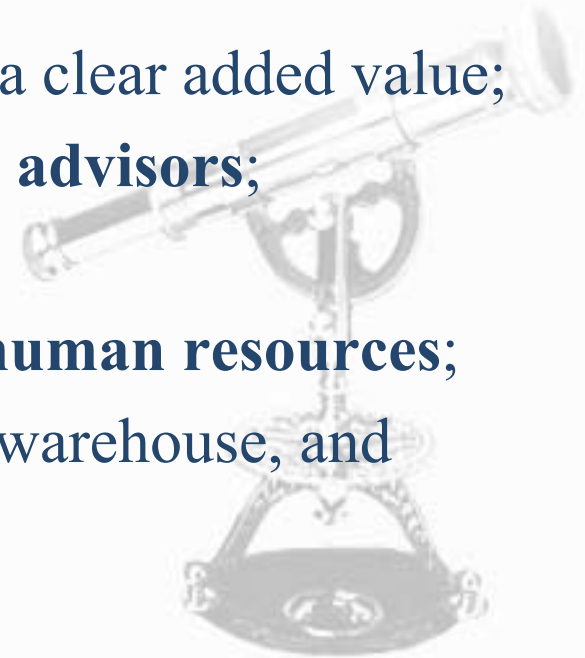 a clear added value;
advisors;
human resources;
warehouse, and